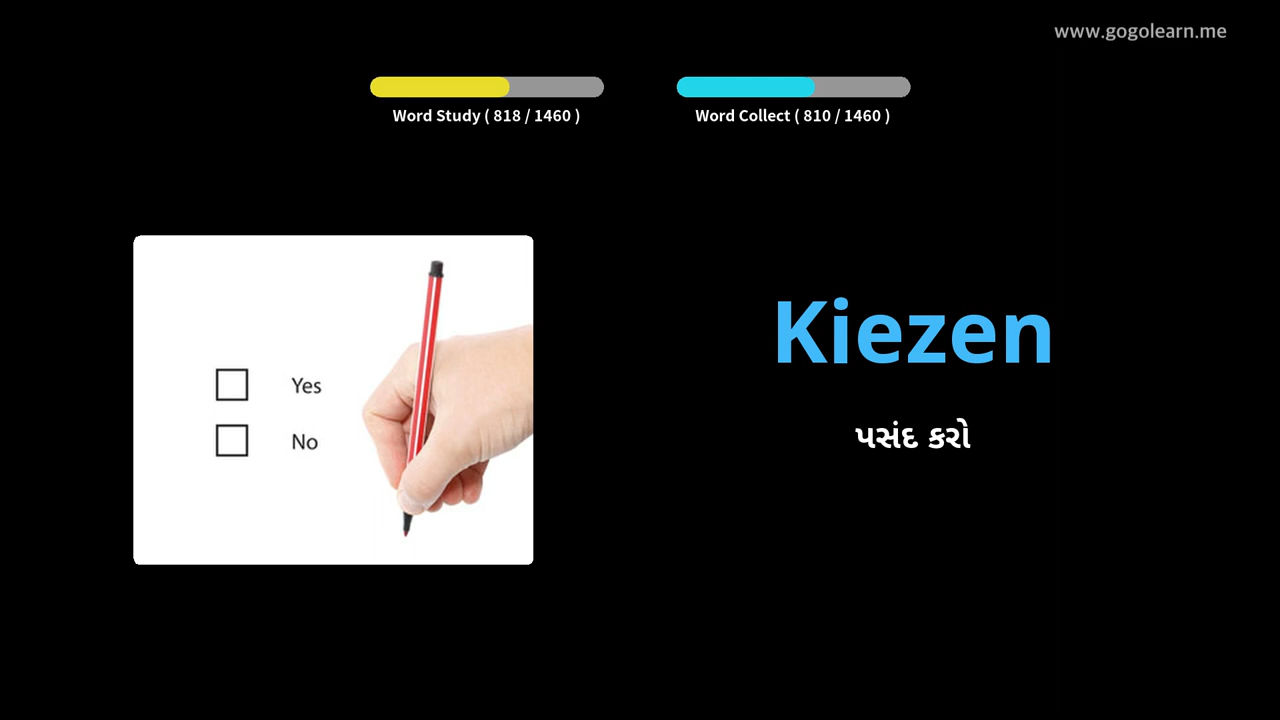 www.gogolearn.me
Word Study ( 818 / 1460 )
Word Collect ( 810 / 1460 )
Yes
No
Kiezen
પસંદ કરો